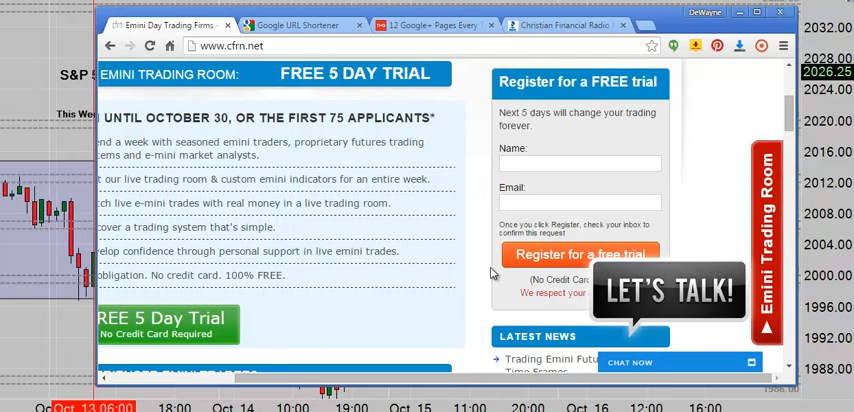 DeWayne
Emini Day Trading Firms -
Google URL Shortener
12 Google+ Pages Every T
Christian Financial Radio
www.cfrn.net
EMINI TRADING ROOM: FREE 5 DAY TRIAL
UNTIL OCTOBER 30, OR THE FIRST 75 APPLICANTS*
a week with seasoned emini traders, proprietary futures trading
and e-mini market analysts.
our live trading room & custom emini indicators for an entire week.
live e-mini trades with real money in a live trading room.
a trading system that's simple.
confidence through personal support in live emini trades.
obligation. No credit card. 100% FREE.
5 Day Trial
No Credit Card Required
Register for a FREE trial
Next 5 days will change your trading
forever.
Name:
Email:
Once you click Register, check your inbox to
confirm this request
Register for a free trial
(No Credit
We respect your
LET'S TALK!
CHAT NOW
LATEST NEWS
Trading Emini
Time Frames
Emini Trading Room
S&P
This
2032.00
2028.00
2026.25
2024.00
2020.00
2016.00
2012.00
2008.00
2004.00
2000.00
1996.00
1992.00
1988.00
1986.00
Oct. 13 06:00
18:00
Oct. 14
10:00
19:00
Oct. 15
11:00
20:00
Oct. 16
12:00
16:00